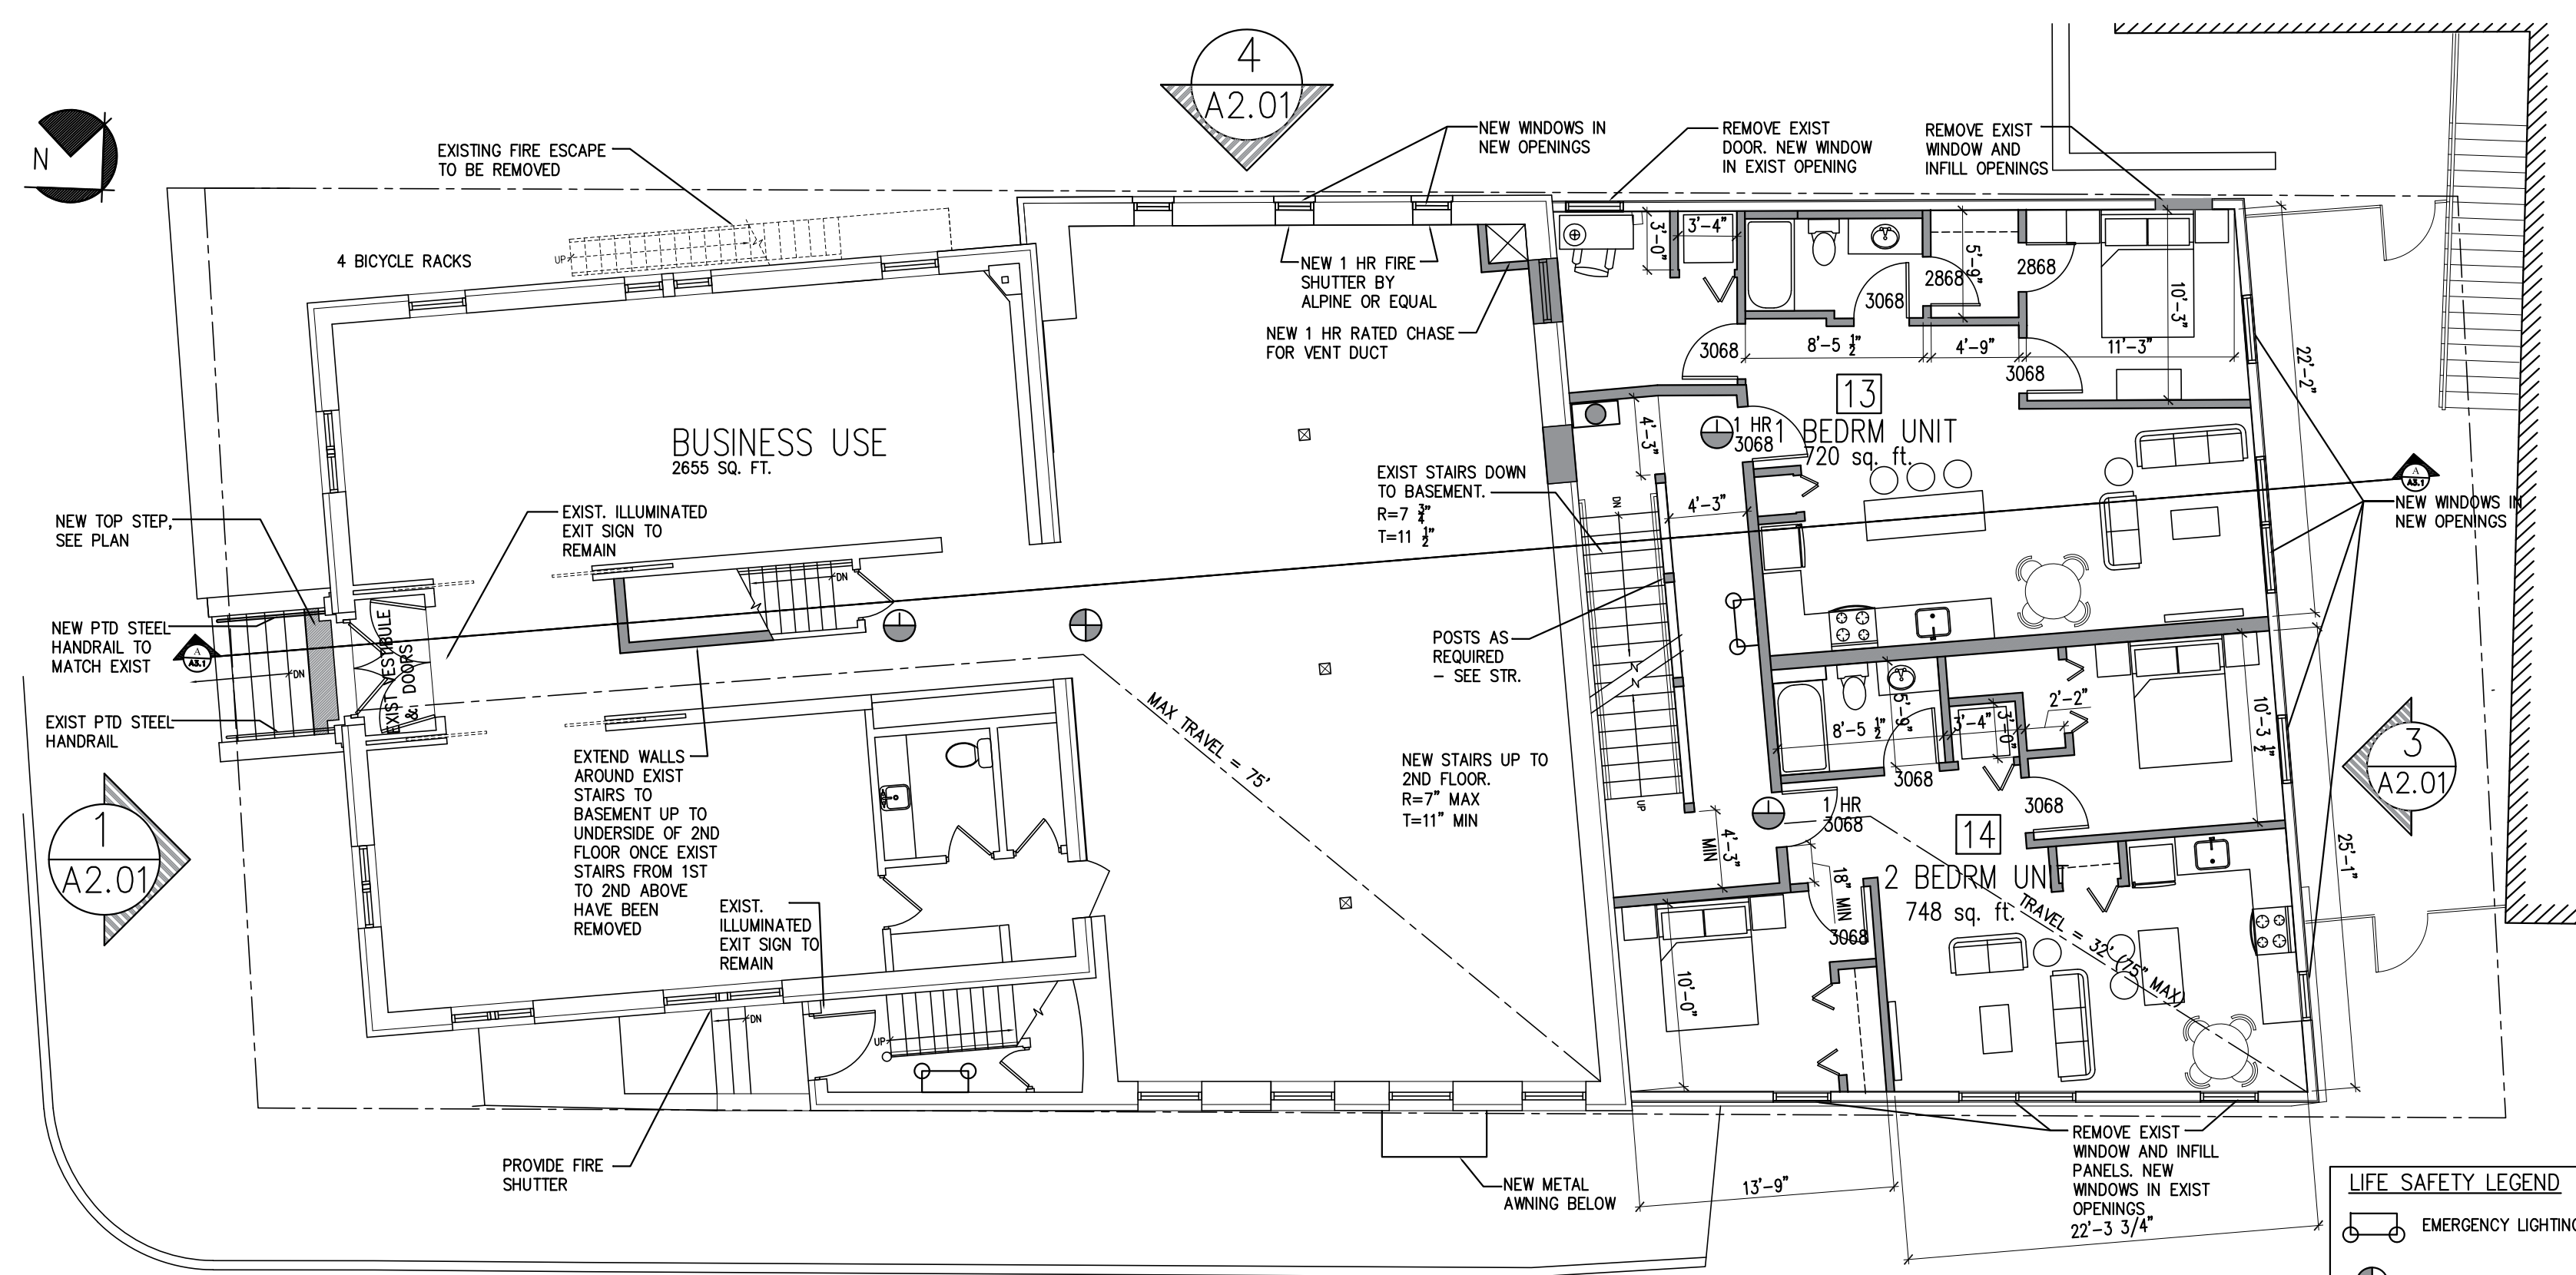 4
A2.01
N
EXISTING FIRE ESCAPE
TO BE REMOVED
NEW WINDOWS IN
NEW OPENINGS
REMOVE EXIST
DOOR. NEW WINDOW
IN EXIST OPENING
REMOVE EXIST
WINDOW AND
INFILL OPENINGS
UP
4 BICYCLE RACKS
NEW 1 HR FIRE
SHUTTER BY
ALPINE OR EQUAL
NEW 1 HR RATED CHASE
FOR VENT DUCT
3'-0"
3'-4"
5'-9"
2868
2868
3068
10'-3"
3068
8'-5 1/2"
4'-9"
11'-3"
3068
22'-2"
13
1 BEDRM UNIT
720 sq. ft.
1 HR
3068
4'-3"
4'-3"
BUSINESS USE
2655 SQ. FT.
EXIST STAIRS DOWN
TO BASEMENT.
R=7 3/4"
T=11 1/2"
DN
A
A3.1
NEW WINDOWS IN
NEW OPENINGS
NEW TOP STEP,
SEE PLAN
EXIST. ILLUMINATED
EXIT SIGN TO
REMAIN
DN
NEW PTD STEEL
HANDRAIL TO
MATCH EXIST
A
A3.1
DN
EXIST VESTIBULE
& DOORS
EXIST PTD STEEL
HANDRAIL
POSTS AS
REQUIRED
- SEE STR.
MAX TRAVEL = 75'
N
N
8'-5 1/2"
5'-9"
3'-4"
3'-0"
2'-2"
10'-3 1/2"
3068
3068
NEW STAIRS UP TO
2ND FLOOR.
R=7" MAX
T=11" MIN
UP
4'-3"
MIN
1 HR
3068
14
2 BEDRM UNIT
748 sq. ft.
TRAVEL = 32' (75" MAX)
18" MIN
3068
10'-0"
25'-1"
3
A2.01
1
A2.01
EXTEND WALLS
AROUND EXIST
STAIRS TO
BASEMENT UP TO
UNDERSIDE OF 2ND
FLOOR ONCE EXIST
STAIRS FROM 1ST
TO 2ND ABOVE
HAVE BEEN
REMOVED
EXIST.
ILLUMINATED
EXIT SIGN TO
REMAIN
DN
UP
PROVIDE FIRE
SHUTTER
NEW METAL
AWNING BELOW
13'-9"
REMOVE EXIST
WINDOW AND INFILL
PANELS. NEW
WINDOWS IN EXIST
OPENINGS
22'-3 3/4"
LIFE SAFETY LEGEND
EMERGENCY LIGHTING